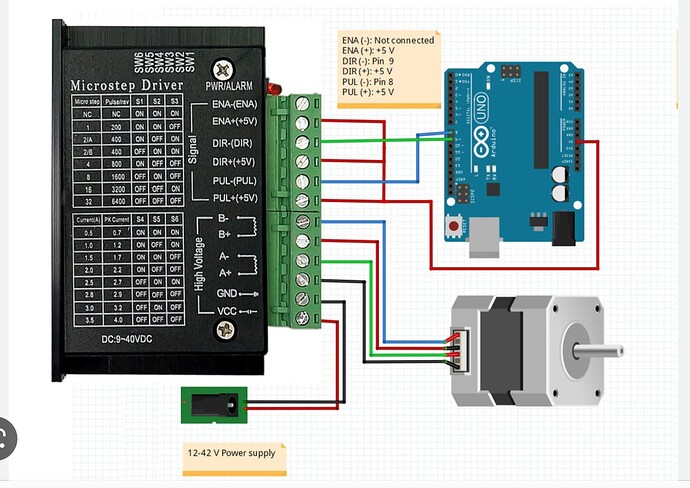 SW6 SW5 SW4 SW3 SW2 SW1
Microstep Driver
PWR/ALARM
Micro step Pulse/rev S1 S2 S3
NC NC ON ON ON
1 200 ON ON OFF
2/A 400 ON OFF ON
2/B 400 OFF ON ON
4 800 ON OFF OFF
8 1600 OFF ON OFF
16 3200 OFF OFF ON
32 6400 OFF OFF OFF
Current(A) PK Current S4 S5 S6
0.5 0.7 ON ON ON
1.0 1.2 ON OFF ON
1.5 1.7 ON ON OFF
2.0 2.2 ON OFF OFF
2.5 2.7 OFF ON ON
2.8 2.9 OFF OFF ON
3.0 3.2 OFF ON OFF
3.5 4.0 OFF OFF OFF
DC:9~40VDC
Signal
ENA-(ENA)
ENA+(+5V)
DIR-(DIR)
DIR+(+5V)
PUL-(PUL)
PUL+(+5V)
High Voltage
B-
B+
A-
A+
GND
VCC
ENA (-): Not connected
ENA (+): +5 V
DIR (-): Pin 9
DIR (+): +5 V
PUL (-): Pin 8
PUL (+): +5 V
UNO
Arduino
RESET
12-42 V Power supply